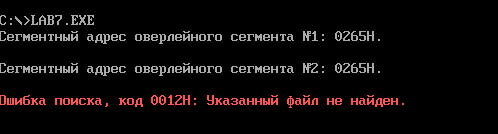 C:\>LAB7.EXE
Сегментный адрес оверлейного сегмента №1: 0265H.
Сегментный адрес оверлейного сегмента №2: 0265H.
Ошибка поиска, код 0012H: Указанный файл не найден.